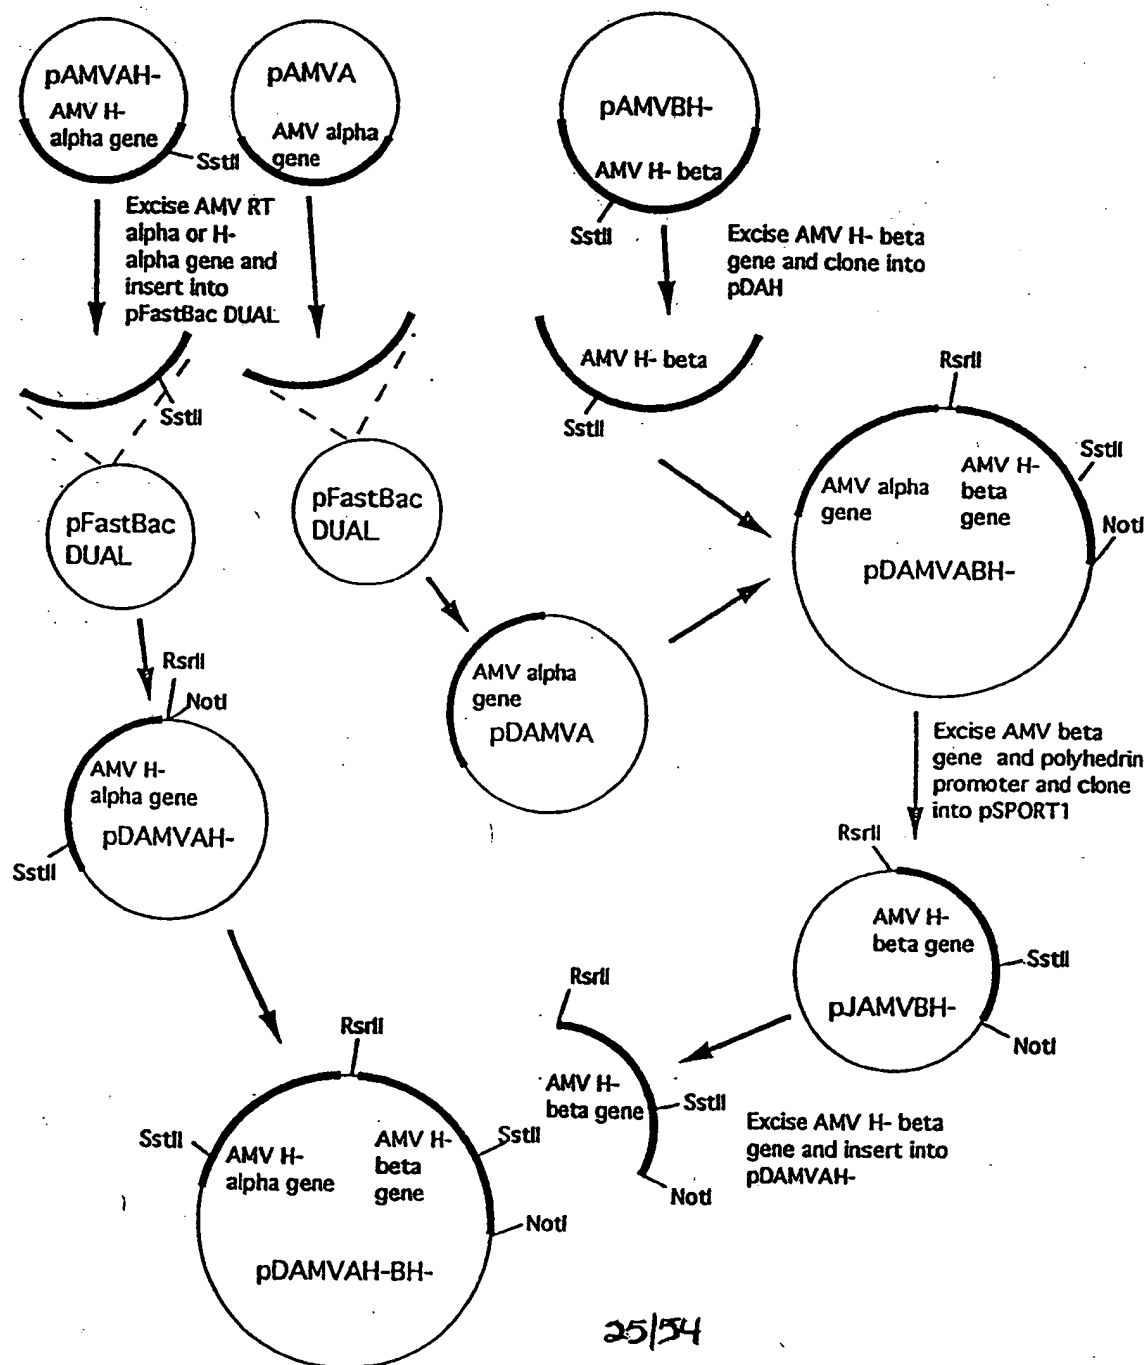 pAMVAH-
AMV H-
alpha gene
SstII
pAMVA
AMV alpha
gene
pAMVBH-
AMV H- beta
SstII
Excise AMV RT
alpha or H-
alpha gene and
insert into
pFastBac DUAL
Excise AMV H- beta
gene and clone into
pDAH
SstII
AMV H- beta
SstII
pFastBac
DUAL
pFastBac
DUAL
RsrII
SstII
NotI
AMV alpha
gene
AMV H-
beta
gene
pDAMVABH-
RsrII
NotI
AMV H-
alpha gene
pDAMVAH-
SstII
AMV alpha
gene
pDAMVA
Excise AMV beta
gene and polyhedrin
promoter and clone
into pSPORT1
RsrII
AMV H-
beta gene
SstII
pJAMVBH-
NotI
RsrII
AMV H-
beta gene
SstII
NotI
Excise AMV H- beta
gene and insert into
pDAMVAH-
RsrII
SstII
AMV H-
alpha gene
AMV H-
beta
gene
SstII
NotI
pDAMVAH-BH-
25/54